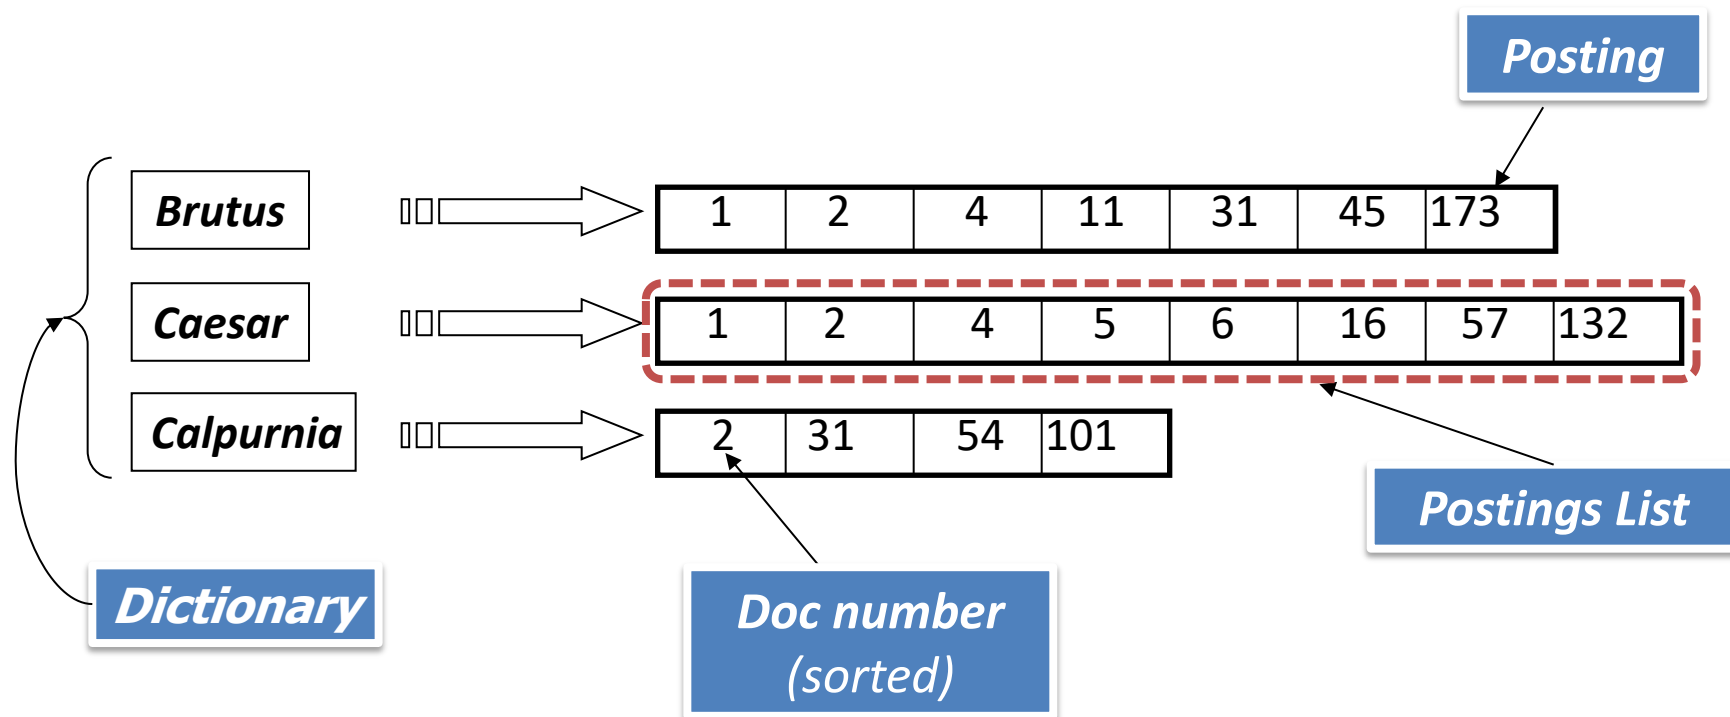 Posting
Brutus 1 2 4 11 31 45 173
Caesar 1 2 4 5 6 16 57 132
Calpurnia 2 31 54 101
Postings List
Dictionary
Doc number
(sorted)